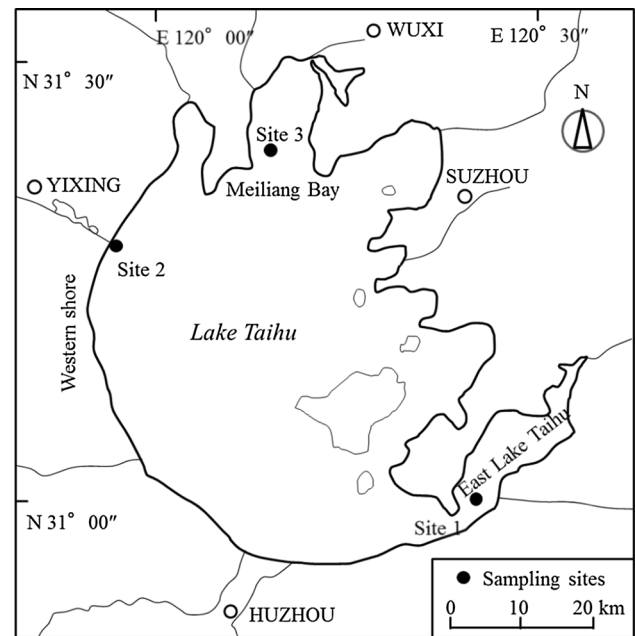 WUXI
E 120° 00″
E 120° 30″
N 31° 30″
N
Site 3
YIXING
Meiliang Bay
SUZHOU
Site 2
Western shore
Lake Taihu
East Lake Taihu
Site 1
N 31° 00″
Sampling sites
0 10 20 km
HUZHOU